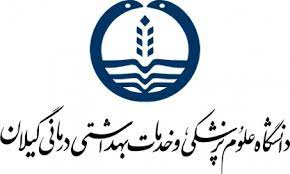 دانشگاه علوم پزشکی و خدمات بهداشتی درمانی گیلان